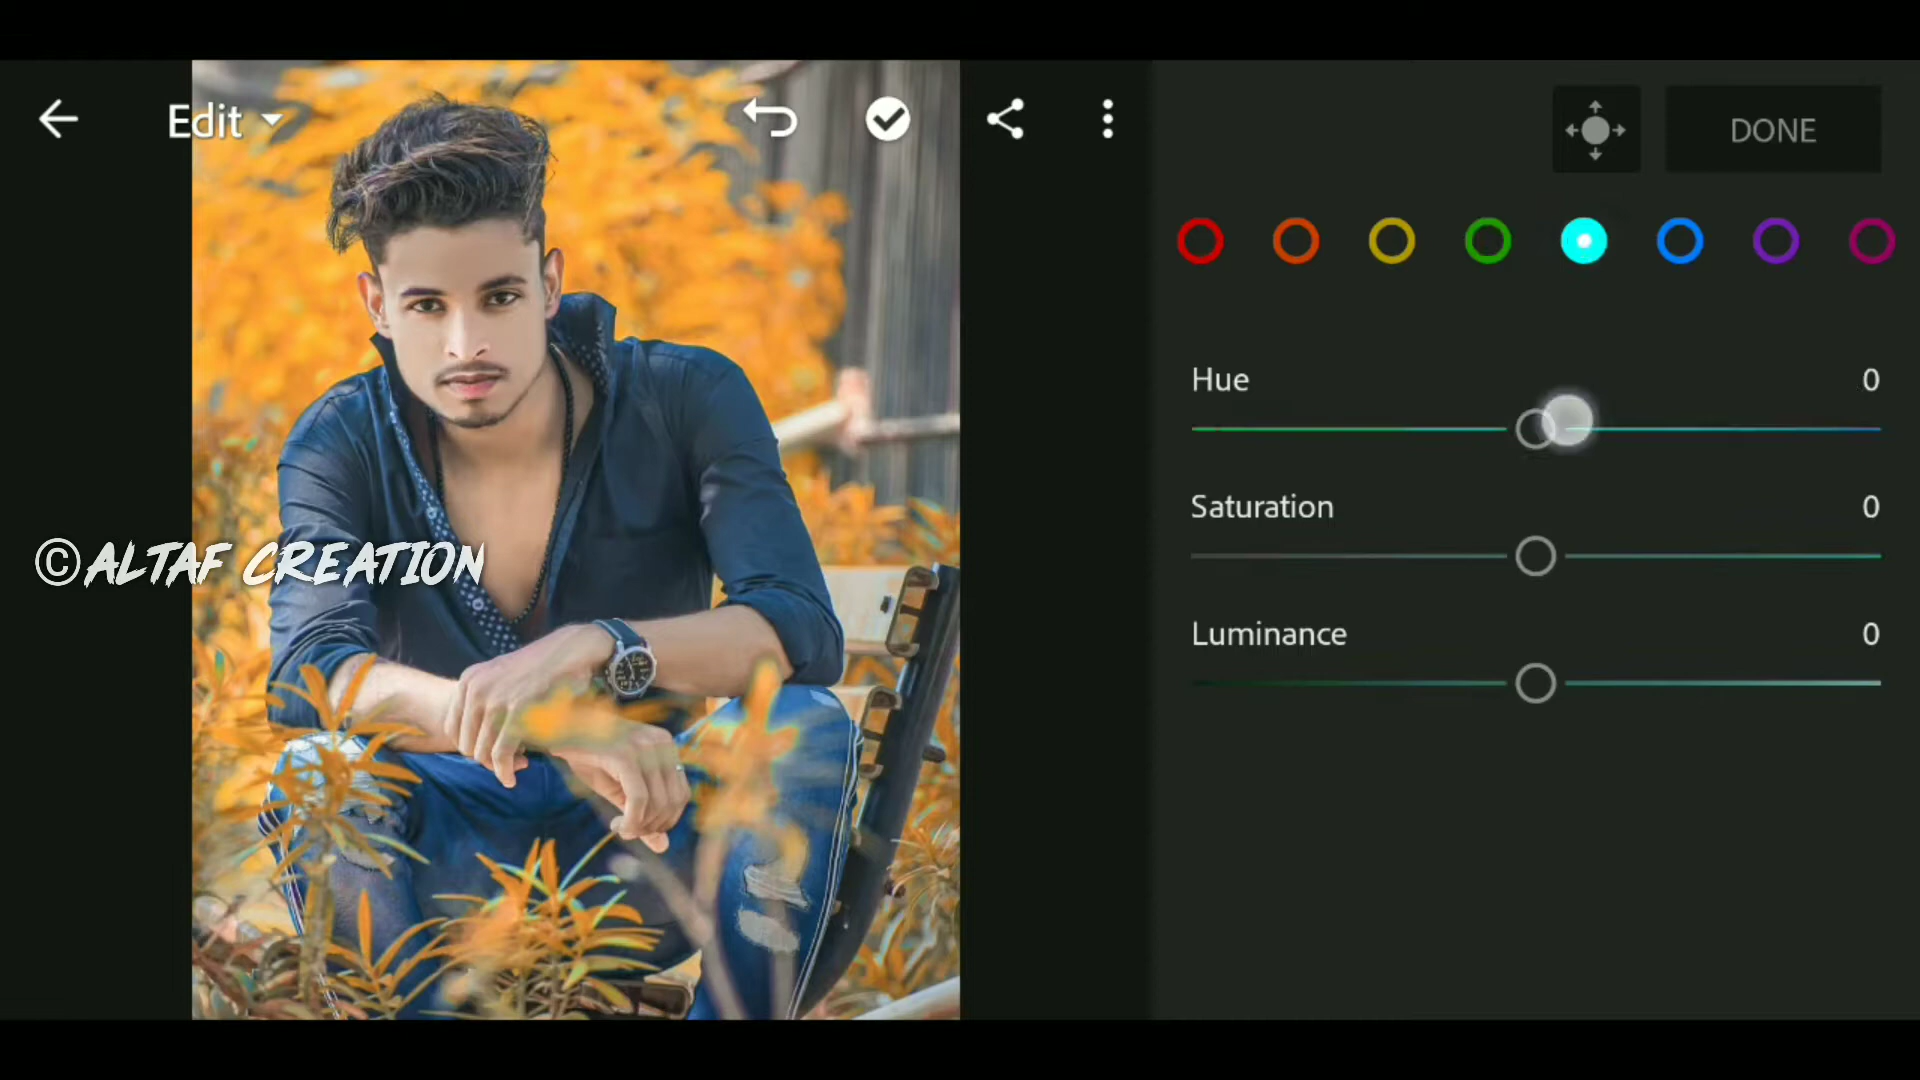 Edit
DONE
Hue 0
Saturation 0
Luminance 0
©ALTAF CREATION